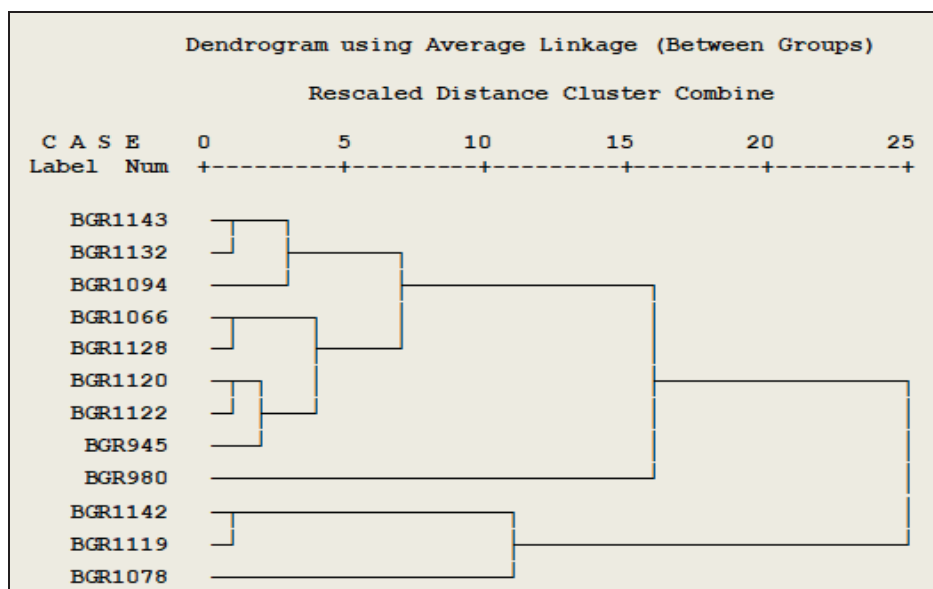 Dendrogram using Average Linkage (Between Groups)
Rescaled Distance Cluster Combine
C A S E 0 5 10 15 20 25
Label Num +---------+---------+---------+---------+---------+
BGR1143
BGR1132
BGR1094
BGR1066
BGR1128
BGR1120
BGR1122
BGR945
BGR980
BGR1142
BGR1119
BGR1078